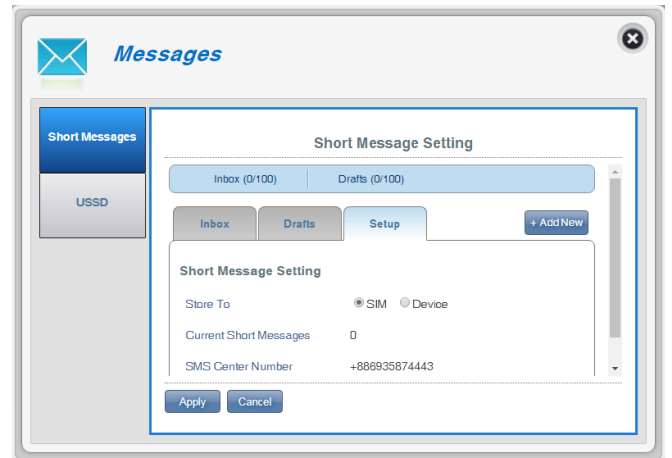 Messages
Short Messages
USSD
Short Message Setting
Inbox (0/100) Drafts (0/100)
Inbox Drafts Setup + Add New
Short Message Setting
Store To SIM Device
Current Short Messages 0
SMS Center Number +886935874443
Apply Cancel